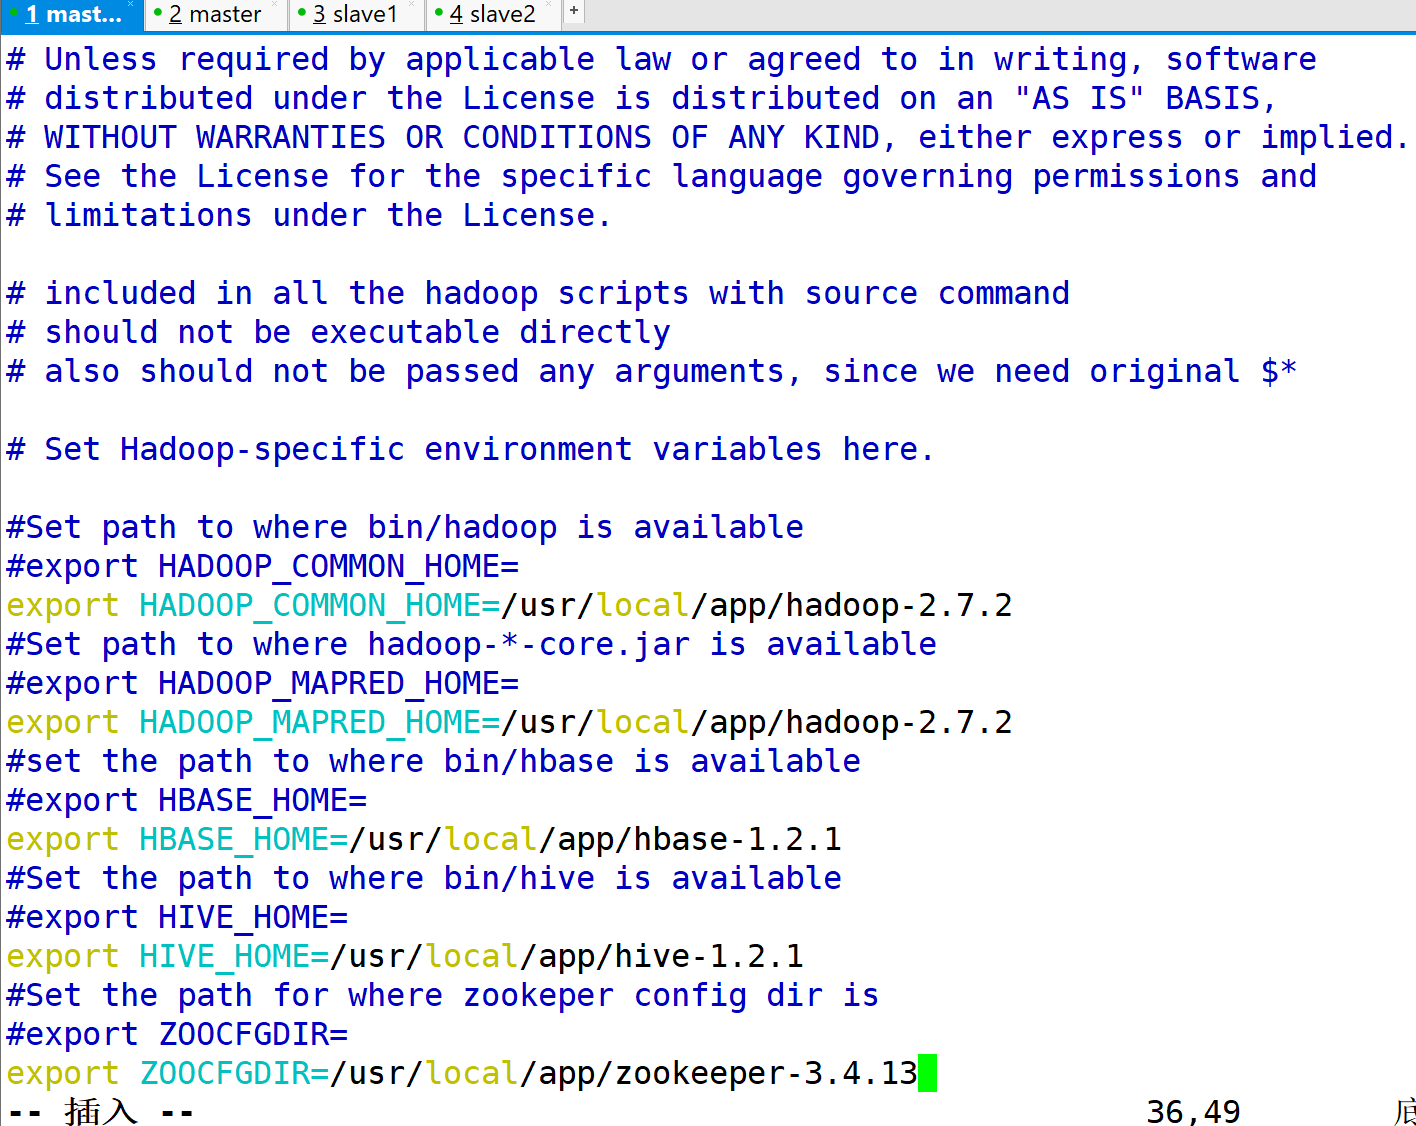 1 mast...
2 master
3 slave1
4 slave2
+
# Unless required by applicable law or agreed to in writing, software
# distributed under the License is distributed on an "AS IS" BASIS,
# WITHOUT WARRANTIES OR CONDITIONS OF ANY KIND, either express or implied.
# See the License for the specific language governing permissions and
# limitations under the License.
# included in all the hadoop scripts with source command
# should not be executable directly
# also should not be passed any arguments, since we need original $*
# Set Hadoop-specific environment variables here.
#Set path to where bin/hadoop is available
#export HADOOP_COMMON_HOME=
export HADOOP_COMMON_HOME=/usr/local/app/hadoop-2.7.2
#Set path to where hadoop-*-core.jar is available
#export HADOOP_MAPRED_HOME=
export HADOOP_MAPRED_HOME=/usr/local/app/hadoop-2.7.2
#set the path to where bin/hbase is available
#export HBASE_HOME=
export HBASE_HOME=/usr/local/app/hbase-1.2.1
#Set the path to where bin/hive is available
#export HIVE_HOME=
export HIVE_HOME=/usr/local/app/hive-1.2.1
#Set the path for where zookeper config dir is
#export ZOOCFGDIR=
export ZOOCFGDIR=/usr/local/app/zookeeper-3.4.13
-- 插入 -- 36,49 底